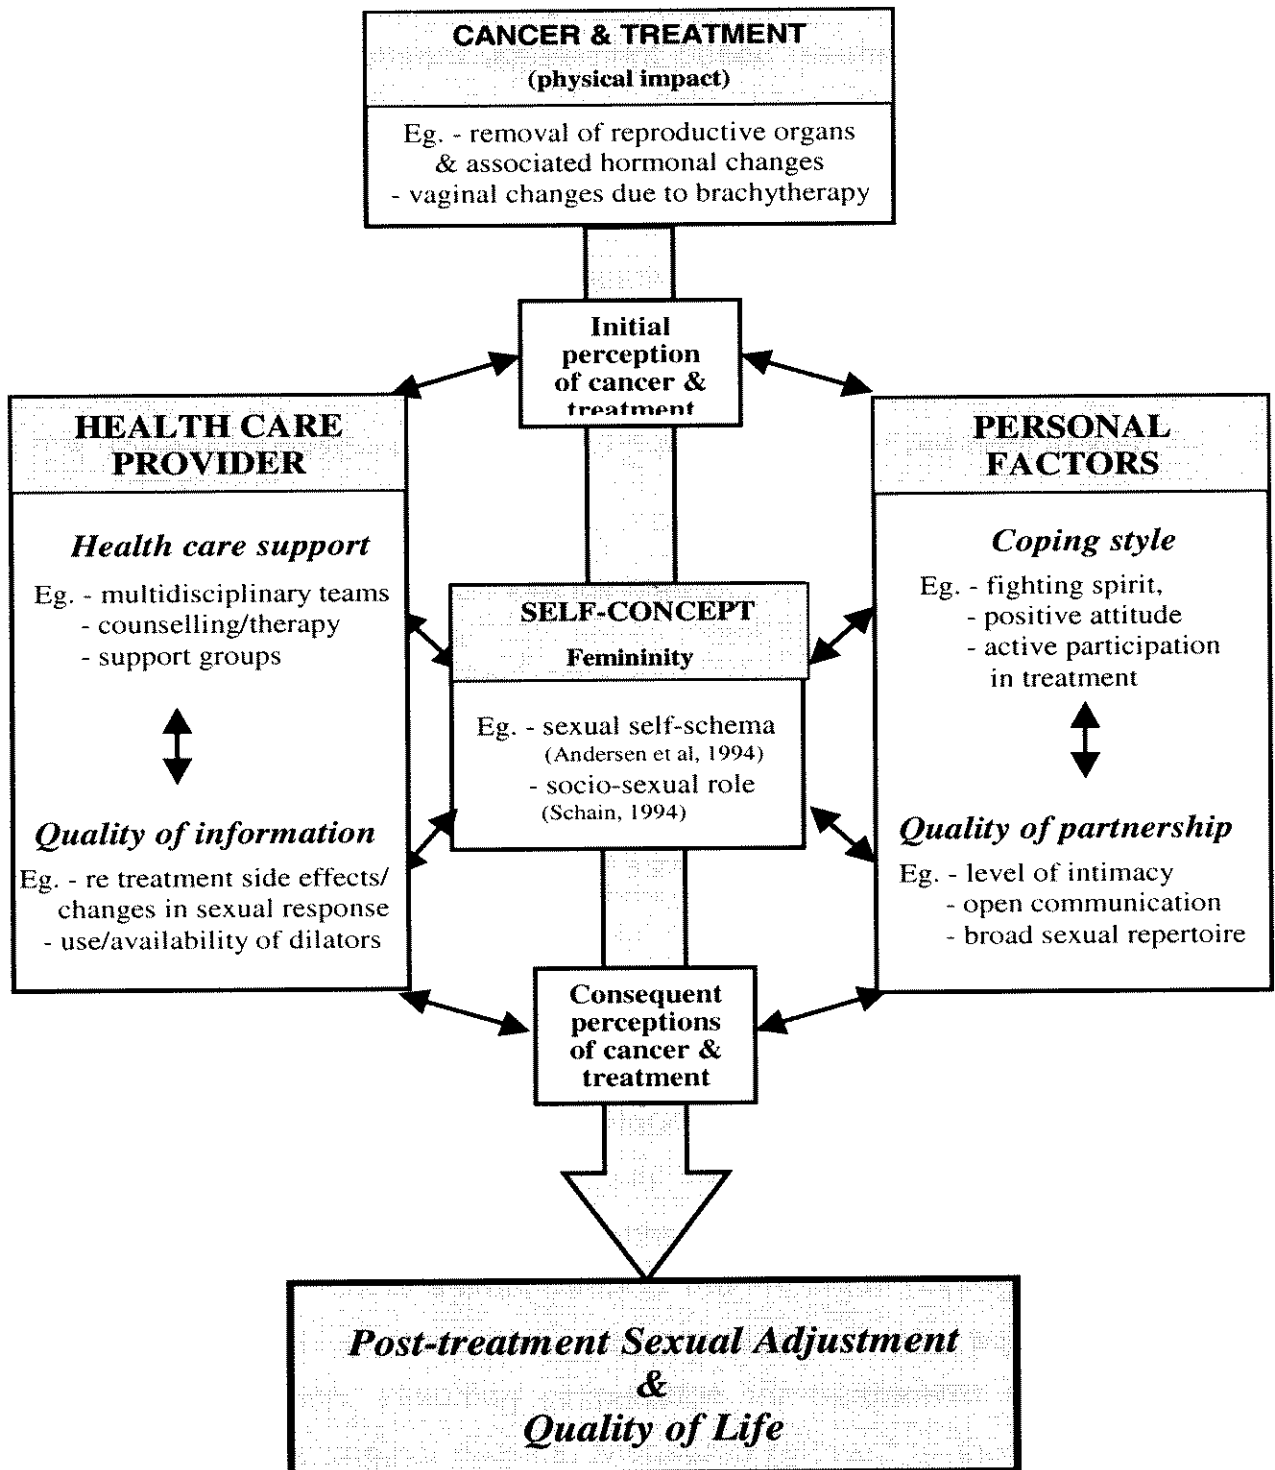 CANCER & TREATMENT
(physical impact)
Eg. - removal of reproductive organs
& associated hormonal changes
- vaginal changes due to brachytherapy
Initial
perception
of cancer &
treatment
HEALTH CARE
PROVIDER
Health care support
Eg. - multidisciplinary teams
- counselling/therapy
- support groups
Quality of information
Eg. - re treatment side effects/
changes in sexual response
- use/availability of dilators
SELF-CONCEPT
Femininity
Eg. - sexual self-schema
(Andersen et al, 1994)
- socio-sexual role
(Schain, 1994)
PERSONAL
FACTORS
Coping style
Eg. - fighting spirit,
- positive attitude
- active participation
in treatment
Quality of partnership
Eg. - level of intimacy
- open communication
- broad sexual repertoire
Consequent
perceptions
of cancer &
treatment
Post-treatment Sexual Adjustment
&
Quality of Life